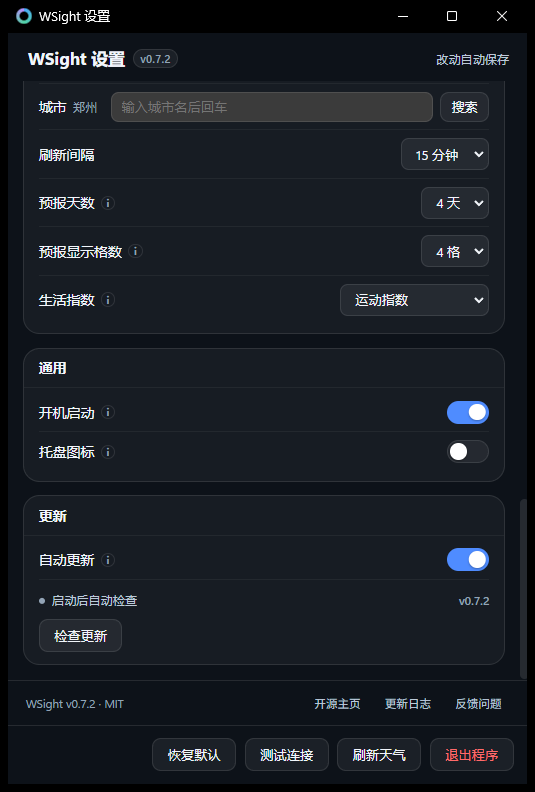 WSight 设置
WSight 设置 v0.7.2 改动自动保存
城市 郑州 输入城市名后回车 搜索
刷新间隔 15 分钟
预报天数 i 4 天
预报显示格数 i 4 格
生活指数 i 运动指数
通用
开机启动 i
托盘图标 i
更新
自动更新 i
启动后自动检查 v0.7.2
检查更新
WSight v0.7.2 · MIT 开源主页 更新日志 反馈问题
恢复默认 测试连接 刷新天气 退出程序